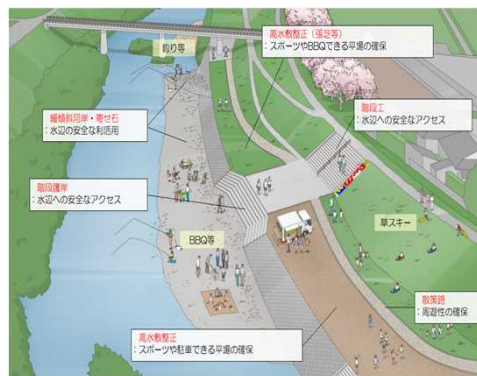 釣り等
高水敷整正（張芝等）
：スポーツやBBQできる平場の確保
緩傾斜河岸・寄せ石
：水辺の安全な利活用
階段工
：水辺への安全なアクセス
階段護岸
：水辺への安全なアクセス
BBQ等
草スキー
散策路
：周遊性の確保
高水敷整正
：スポーツや駐車できる平場の確保